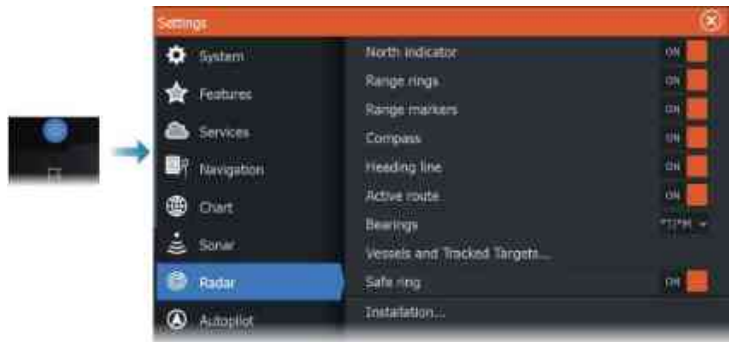 Settings
System
Features
Services
Navigation
Chart
Sonar
Radar
Autopilot
North indicator ON
Range rings ON
Range markers ON
Compass ON
Heading line ON
Active route ON
Bearings
Vessels and Tracked Targets...
Safe ring ON
Installation...